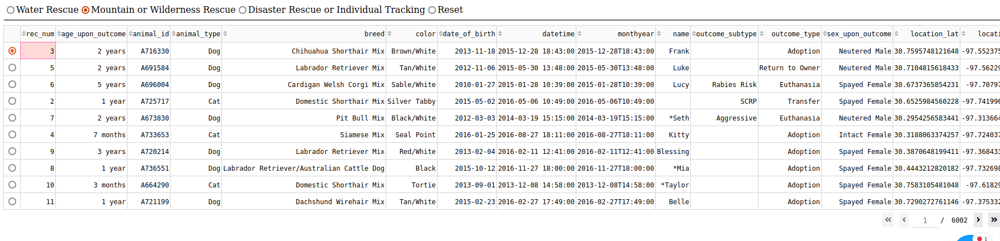 Water Rescue Mountain or Wilderness Rescue Disaster Rescue or Individual Tracking Reset
rec_num age_upon_outcome animal_id animal_type breed color date_of_birth datetime monthyear name outcome_subtype outcome_type sex_upon_outcome location_lat locati
3 2 years A716330 Dog Chihuahua Shorthair Mix Brown/White 2013-11-18 2015-12-28 18:43:00 2015-12-28T18:43:00 Frank Adoption Neutered Male 30.7595748121648 -97.552375
5 2 years A691584 Dog Labrador Retriever Mix Tan/White 2012-11-06 2015-05-30 13:48:00 2015-05-30T13:48:00 Luke Return to Owner Neutered Male 30.7104815618433 -97.56229
6 5 years A696004 Dog Cardigan Welsh Corgi Mix Sable/White 2010-01-27 2015-01-28 10:39:00 2015-01-28T10:39:00 Lucy Rabies Risk Euthanasia Spayed Female 30.6737365854231 -97.70797
2 1 year A725717 Cat Domestic Shorthair Mix Silver Tabby 2015-05-02 2016-05-06 10:49:00 2016-05-06T10:49:00 SCRP Transfer Spayed Female 30.6525984560228 -97.741996
7 2 years A673830 Dog Pit Bull Mix Black/White 2012-03-03 2014-03-19 15:15:00 2014-03-19T15:15:00 *Seth Aggressive Euthanasia Neutered Male 30.2954256583441 -97.313664
4 7 months A733653 Cat Siamese Mix Seal Point 2016-01-25 2016-08-27 18:11:00 2016-08-27T18:11:00 Kitty Adoption Intact Female 30.3188063374257 -97.724037
9 3 years A720214 Dog Labrador Retriever Mix Red/White 2013-02-04 2016-02-11 12:41:00 2016-02-11T12:41:00 Blessing Adoption Spayed Female 30.3870648199411 -97.368433
8 1 year A736551 Dog Labrador Retriever/Australian Cattle Dog Black 2015-10-12 2016-11-27 18:00:00 2016-11-27T18:00:00 *Mia Adoption Spayed Female 30.4443212820182 -97.732698
10 3 months A664290 Cat Domestic Shorthair Mix Tortie 2013-09-01 2013-12-08 14:58:00 2013-12-08T14:58:00 *Taylor Adoption Spayed Female 30.7583105481048 -97.61829
11 1 year A721199 Dog Dachshund Wirehair Mix Tan/White 2015-02-23 2016-02-27 17:49:00 2016-02-27T17:49:00 Belle Adoption Spayed Female 30.7290272761146 -97.375332
1 / 6002
1